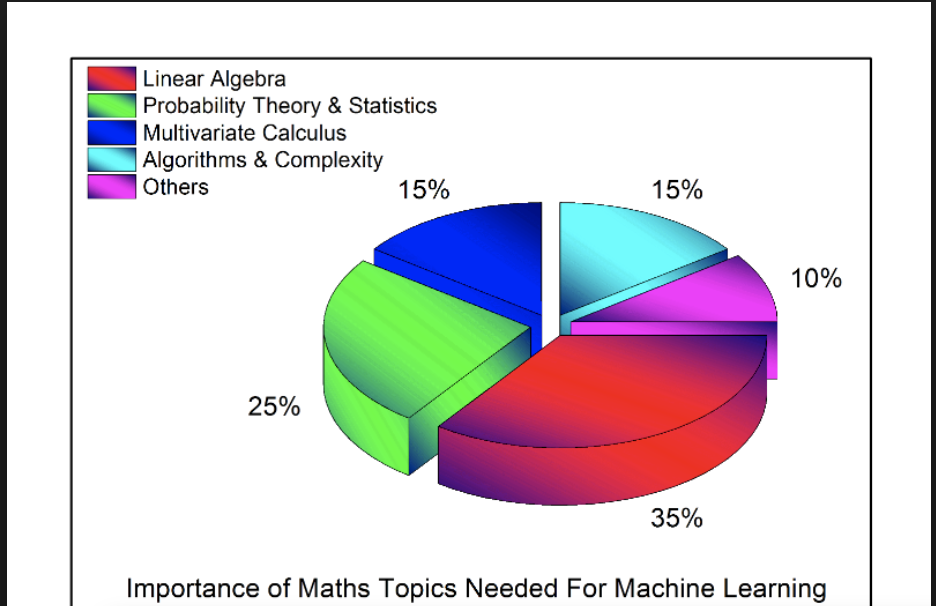 Linear Algebra
Probability Theory & Statistics
Multivariate Calculus
Algorithms & Complexity
Others
15%
15%
10%
25%
35%
Importance of Maths Topics Needed For Machine Learning